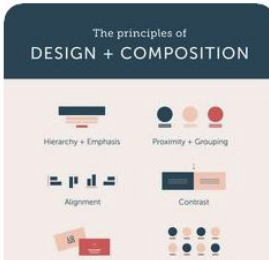 The principles of
DESIGN + COMPOSITION
Hierarchy + Emphasis
Proximity + Grouping
Alignment
Contrast